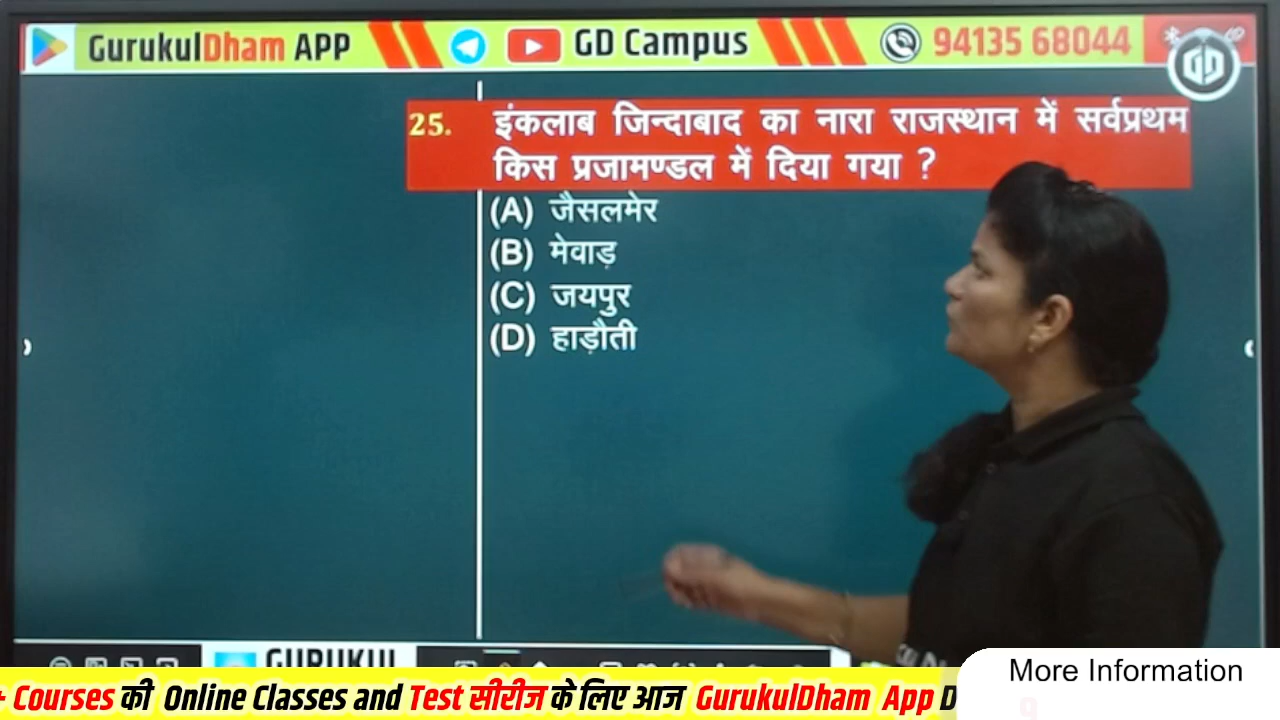 GurukulDham APP
GD Campus
94135 68044
25. इंकलाब जिन्दाबाद का नारा राजस्थान में सर्वप्रथम
किस प्रजामण्डल में दिया गया ?
(A) जैसलमेर
(B) मेवाड़
(C) जयपुर
(D) हाड़ौती
GURUKUL
Courses की Online Classes and Test सीरीज के लिए आज GurukulDham App D
More Information